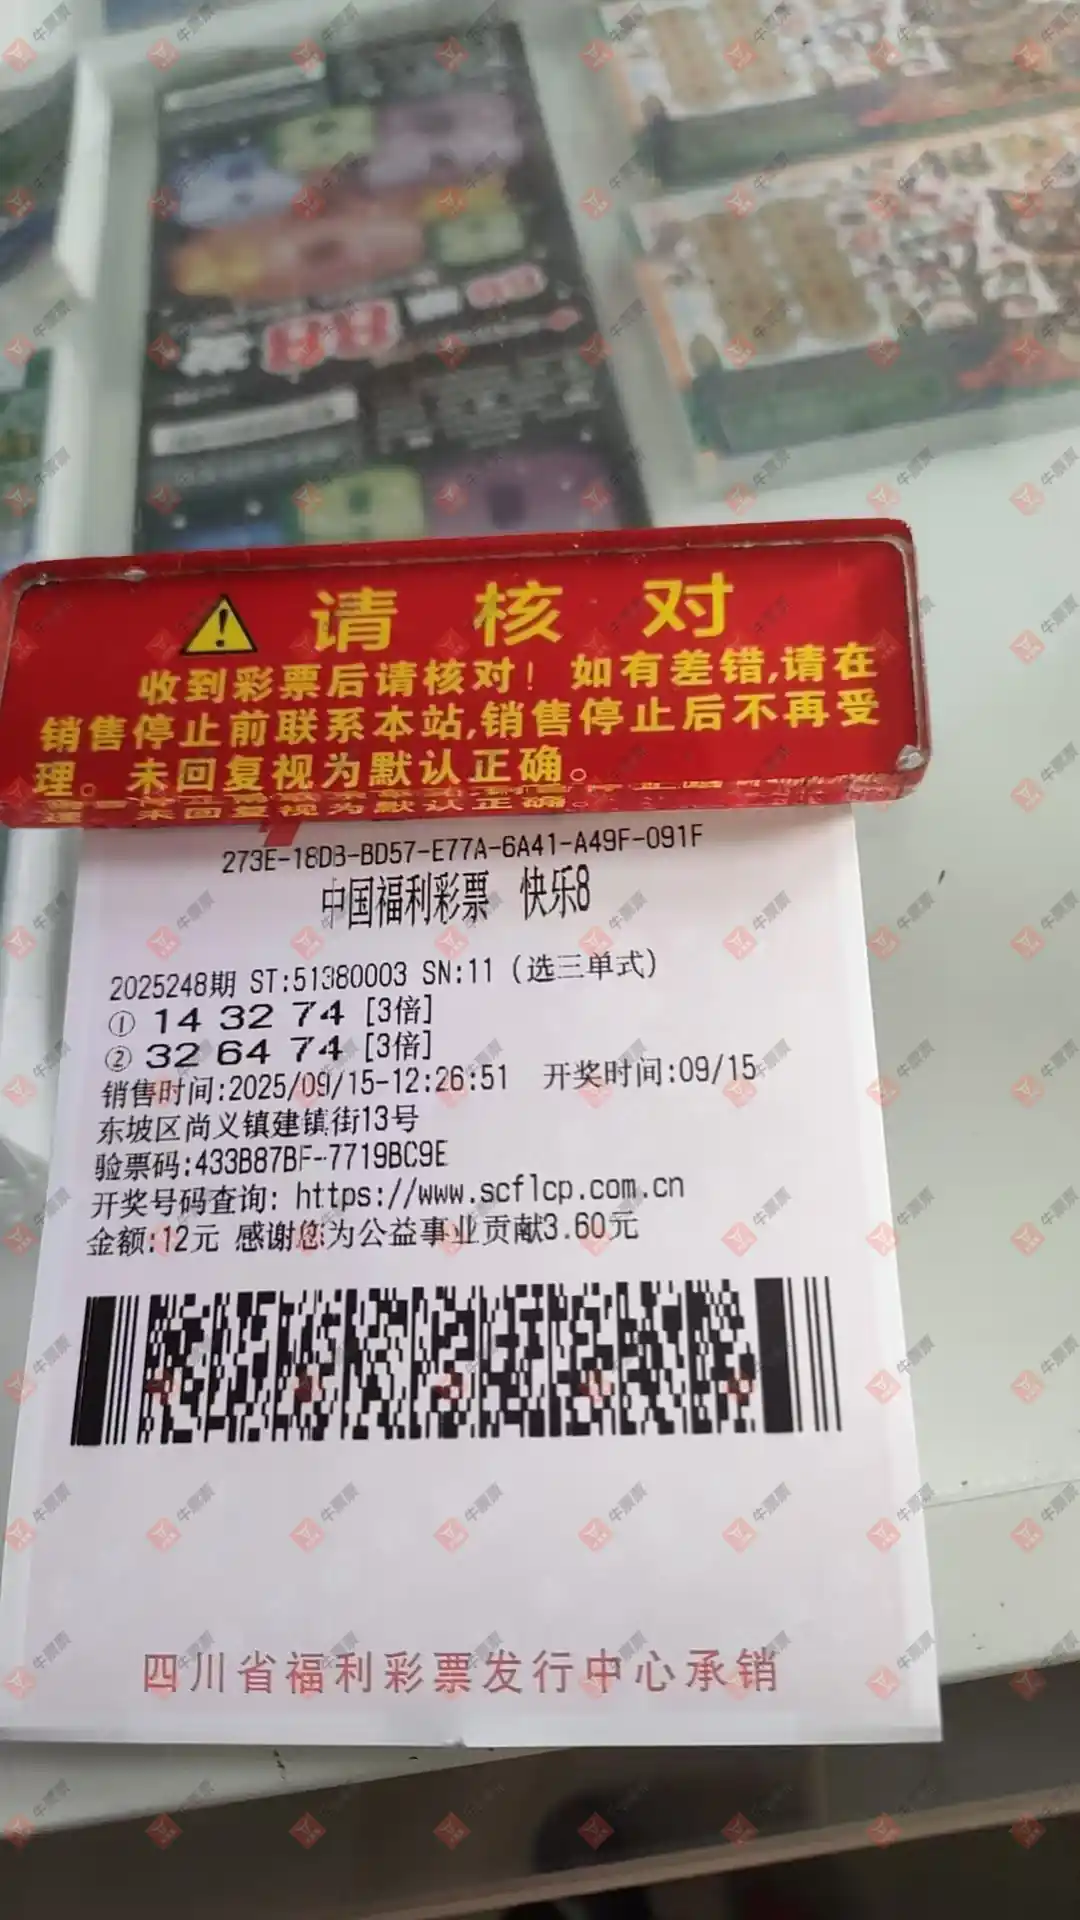 请 核 对
收到彩票后请核对！如有差错,请在
销售停止前联系本站,销售停止后不再受
理。未回复视为默认正确。
273E-18DB-BD57-E77A-6A41-A49F-091F
中国福利彩票 快乐8
2025248期 ST:51380003 SN:11 (选三单式)
① 14 32 74 [3倍]
② 32 64 74 [3倍]
销售时间:2025/09/15-12:26:51 开奖时间:09/15
东坡区尚义镇建镇街13号
验票码:433B87BF-7719BC9E
开奖号码查询: https://www.scflcp.com.cn
金额:12元 感谢您为公益事业贡献3.60元
四川省福利彩票发行中心承销
牛票票